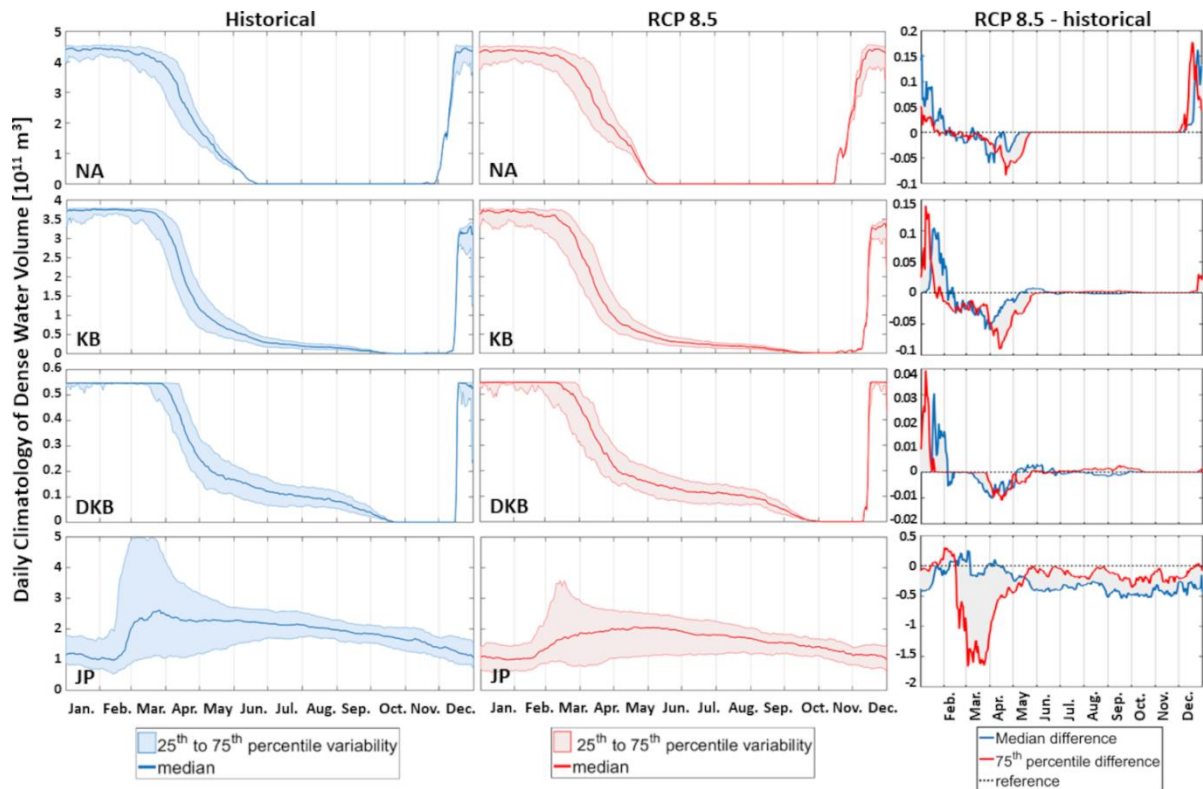 Historical
RCP 8.5
RCP 8.5 - historical
Daily Climatology of Dense Water Volume [10¹¹ m³]
5
4
3
2
1
0
NA
NA
0.2
0.15
0.1
0.05
0
-0.05
-0.1
4
3.5
3
2.5
2
1.5
1
0.5
0
KB
KB
0.15
0.1
0.05
0
-0.05
-0.1
0.6
0.5
0.4
0.3
0.2
0.1
0
DKB
DKB
0.04
0.03
0.02
0.01
0
-0.01
-0.02
5
4
3
2
1
0
JP
JP
0
-0.5
-1
-1.5
-2
Jan. Feb. Mar. Apr. May Jun. Jul. Aug. Sep. Oct. Nov. Dec.
Jan. Feb. Mar. Apr. May. Jun. Jul. Aug. Sep. Oct. Nov. Dec.
Feb. Mar. Apr. May Jun. Jul. Aug. Sep. Oct. Nov. Dec.
25th to 75th percentile variability
median
25th to 75th percentile variability
median
Median difference
75th percentile difference
reference